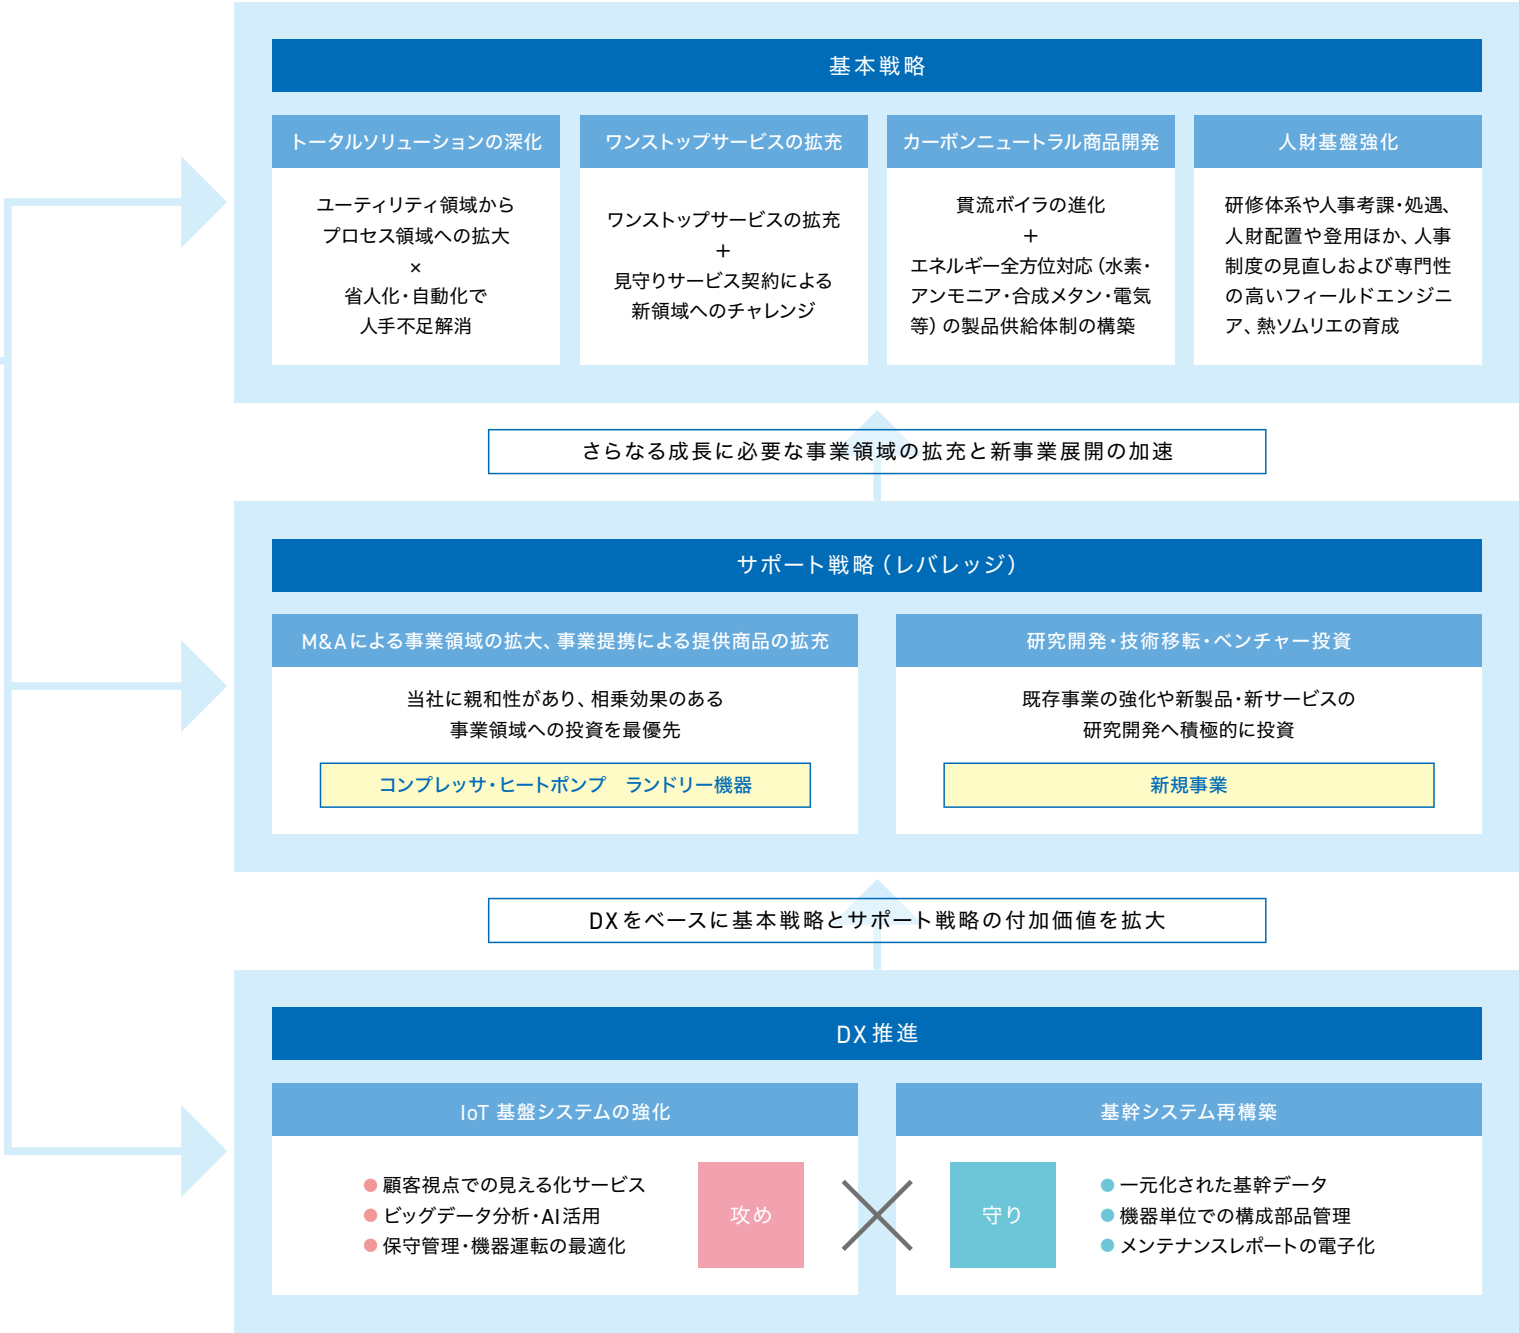 基本戦略
トータルソリューションの深化
ユーティリティ領域から
プロセス領域への拡大
×
省人化・自動化で
人手不足解消
ワンストップサービスの拡充
ワンストップサービスの拡充
+
見守りサービス契約による
新領域へのチャレンジ
カーボンニュートラル商品開発
貫流ボイラの進化
+
エネルギー全方位対応（水素・
アンモニア・合成メタン・電気
等）の製品供給体制の構築
人財基盤強化
研修体系や人事考課・処遇、
人財配置や登用ほか、人事
制度の見直しおよび専門性
の高いフィールドエンジニ
ア、熱ソムリエの育成
さらなる成長に必要な事業領域の拡充と新事業展開の加速
サポート戦略（レバレッジ）
M&Aによる事業領域の拡大、事業提携による提供商品の拡充
当社に親和性があり、相乗効果のある
事業領域への投資を最優先
コンプレッサ・ヒートポンプ　ランドリー機器
研究開発・技術移転・ベンチャー投資
既存事業の強化や新製品・新サービスの
研究開発へ積極的に投資
新規事業
DXをベースに基本戦略とサポート戦略の付加価値を拡大
DX推進
IoT 基盤システムの強化
● 顧客視点での見える化サービス
● ビッグデータ分析・AI活用
● 保守管理・機器運転の最適化
攻め
基幹システム再構築
守り
● 一元化された基幹データ
● 機器単位での構成部品管理
● メンテナンスレポートの電子化